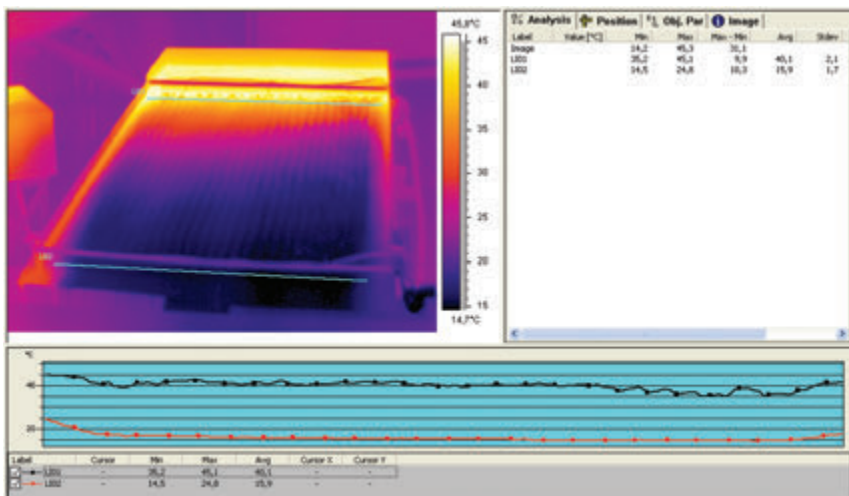 Analysis Position Obj. Par Image
Label Value [°C] Min Max Max - Min Avg Stdev
Image 14,2 45,3 31,1
LI01 35,2 45,1 9,9 40,1 2,1
LI02 14,5 24,8 10,3 15,9 1,7
45,8°C
45
40
35
30
25
20
15
14,7°C
LI02
°C
40
20
Label Cursor Min Max Avg Cursor X Cursor Y
LI01 - 35,2 45,1 40,1 - -
LI02 - 14,5 24,8 15,9 - -